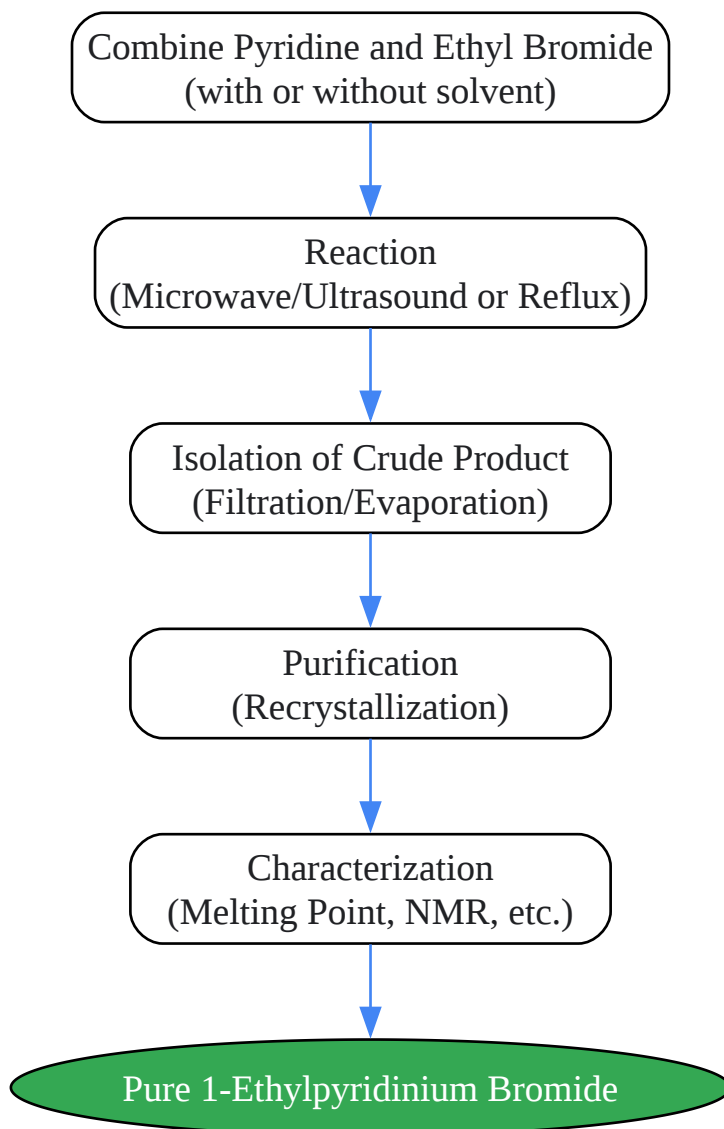 Combine Pyridine and Ethyl Bromide
(with or without solvent)
Reaction
(Microwave/Ultrasound or Reflux)
Isolation of Crude Product
(Filtration/Evaporation)
Purification
(Recrystallization)
Characterization
(Melting Point, NMR, etc.)
Pure 1-Ethylpyridinium Bromide